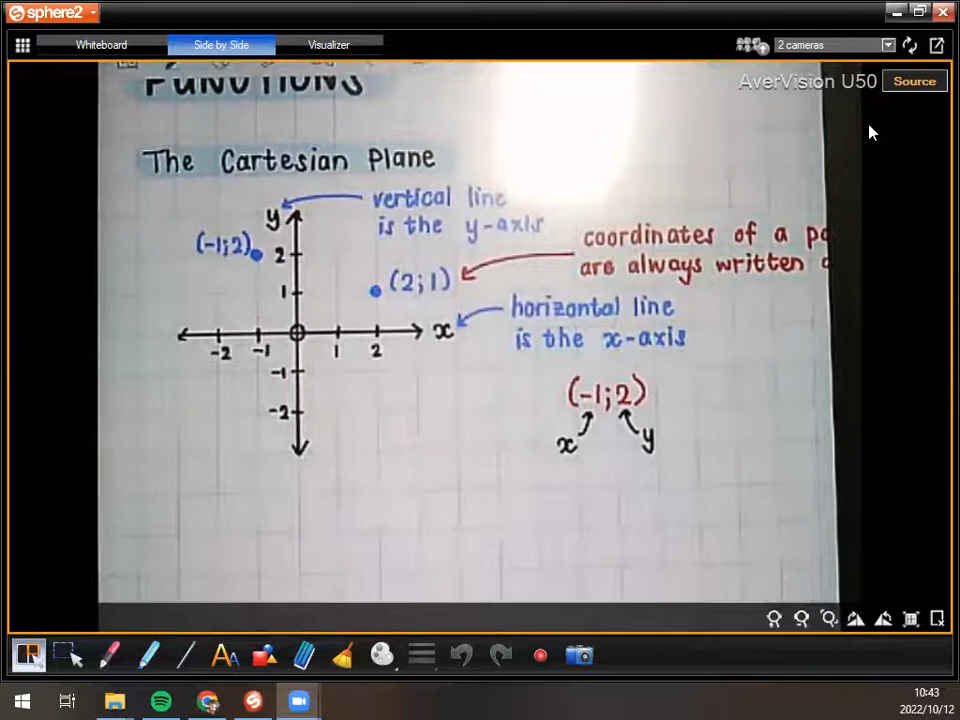 sphere2
Whiteboard
Side by Side
Visualizer
2 cameras
AverVision U50
Source
FUNCTIONS
The Cartesian Plane
vertical line
is the y-axis
y
(-1;2)
2
coordinates of a
are always written
1
(2;1)
horizontal line
is the x-axis
x
-2 -1 1 2
-1
-2
(-1;2)
x y
10:43
2022/10/12